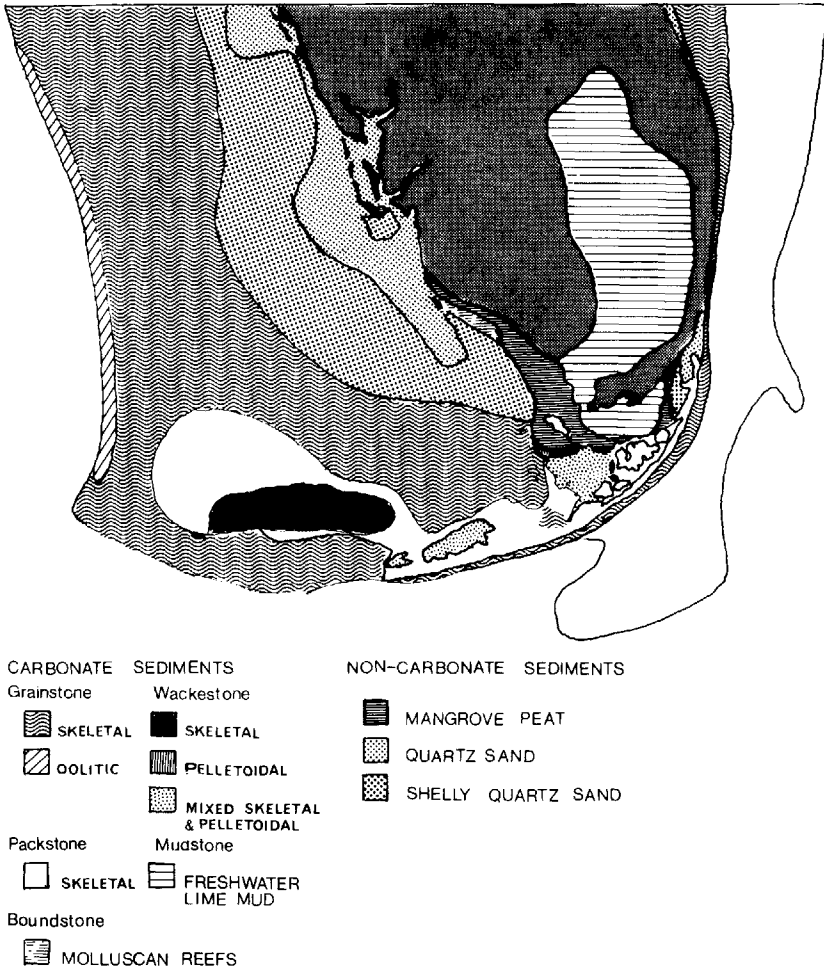 CARBONATE SEDIMENTS
Grainstone
SKELETAL
OOLITIC
Wackestone
SKELETAL
PELLETOIDAL
MIXED SKELETAL
& PELLETOIDAL
Packstone
SKELETAL
Mudstone
FRESHWATER
LIME MUD
Boundstone
MOLLUSCAN REEFS
NON-CARBONATE SEDIMENTS
MANGROVE PEAT
QUARTZ SAND
SHELLY QUARTZ SAND